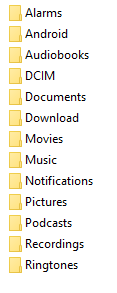 Alarms
Android
Audiobooks
DCIM
Documents
Download
Movies
Music
Notifications
Pictures
Podcasts
Recordings
Ringtones